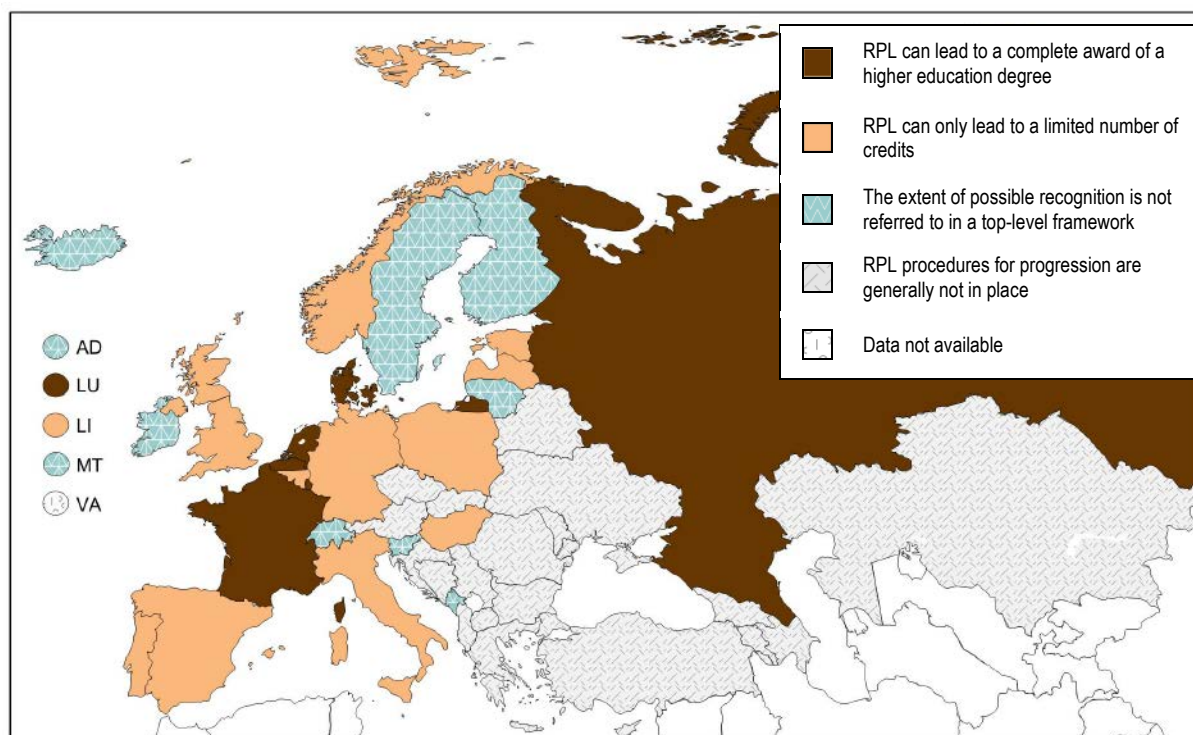 RPL can lead to a complete award of a
higher education degree
RPL can only lead to a limited number of
credits
The extent of possible recognition is not
referred to in a top-level framework
RPL procedures for progression are
generally not in place
Data not available
AD
LU
LI
MT
VA